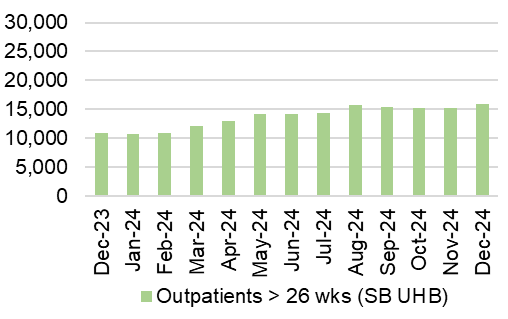 30,000
25,000
20,000
15,000
10,000
5,000
0
Dec-23
Jan-24
Feb-24
Mar-24
Apr-24
May-24
Jun-24
Jul-24
Aug-24
Sep-24
Oct-24
Nov-24
Dec-24
Outpatients > 26 wks (SB UHB)